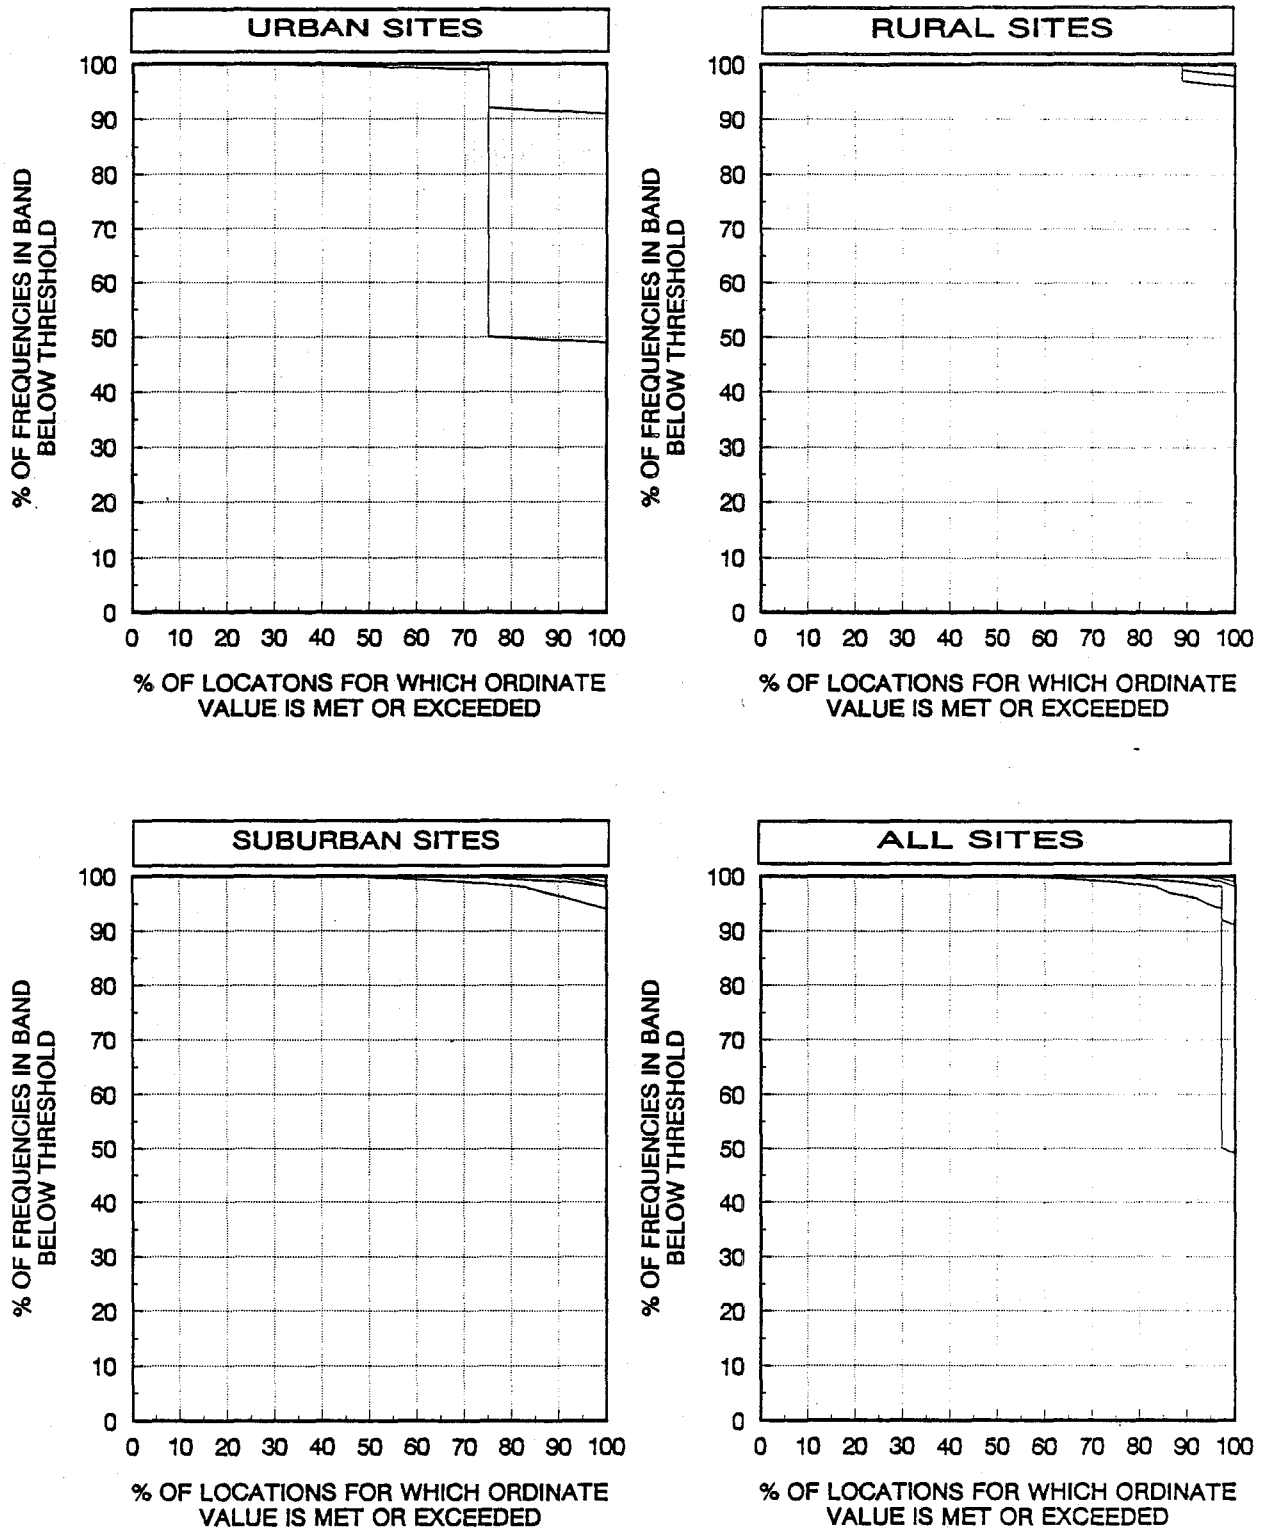 URBAN SITES
100
90
80
70
60
50
40
30
20
10
0
% OF FREQUENCIES IN BAND
BELOW THRESHOLD
0 10 20 30 40 50 60 70 80 90 100
% OF LOCATONS FOR WHICH ORDINATE
VALUE IS MET OR EXCEEDED
RURAL SITES
100
90
80
70
60
50
40
30
20
10
0
% OF FREQUENCIES IN BAND
BELOW THRESHOLD
0 10 20 30 40 50 60 70 80 90 100
% OF LOCATIONS FOR WHICH ORDINATE
VALUE IS MET OR EXCEEDED
SUBURBAN SITES
100
90
80
70
60
50
40
30
20
10
0
% OF FREQUENCIES IN BAND
BELOW THRESHOLD
0 10 20 30 40 50 60 70 80 90 100
% OF LOCATIONS FOR WHICH ORDINATE
VALUE IS MET OR EXCEEDED
ALL SITES
100
90
80
70
60
50
40
30
20
10
0
% OF FREQUENCIES IN BAND
BELOW THRESHOLD
0 10 20 30 40 50 60 70 80 90 100
% OF LOCATIONS FOR WHICH ORDINATE
VALUE IS MET OR EXCEEDED